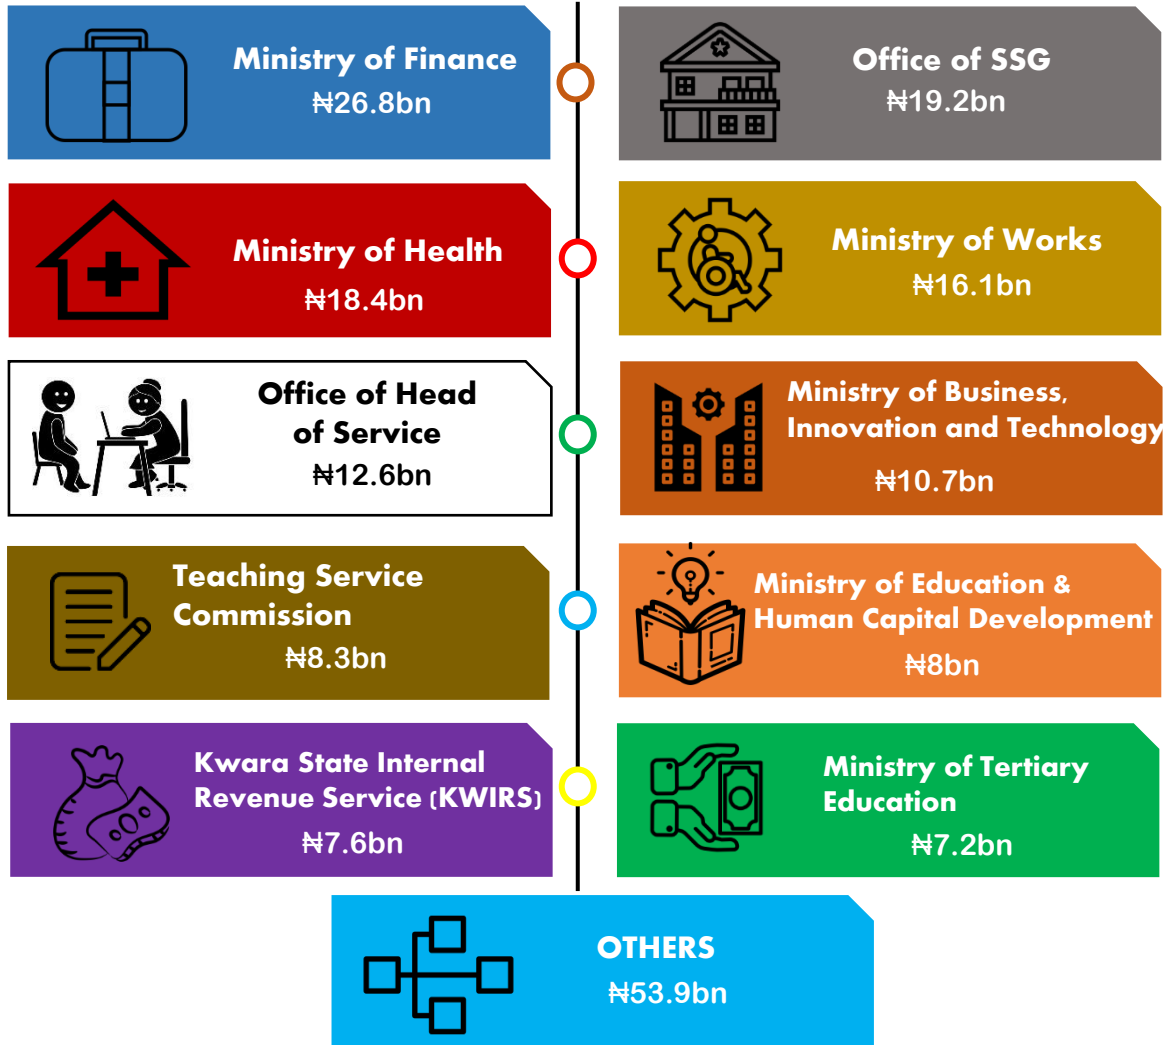 Ministry of Finance
₦26.8bn
Office of SSG
₦19.2bn
Ministry of Health
₦18.4bn
Ministry of Works
₦16.1bn
Office of Head
of Service
₦12.6bn
Ministry of Business,
Innovation and Technology
₦10.7bn
Teaching Service
Commission
₦8.3bn
Ministry of Education &
Human Capital Development
₦8bn
Kwara State Internal
Revenue Service (KWIRS)
₦7.6bn
Ministry of Tertiary
Education
₦7.2bn
OTHERS
₦53.9bn